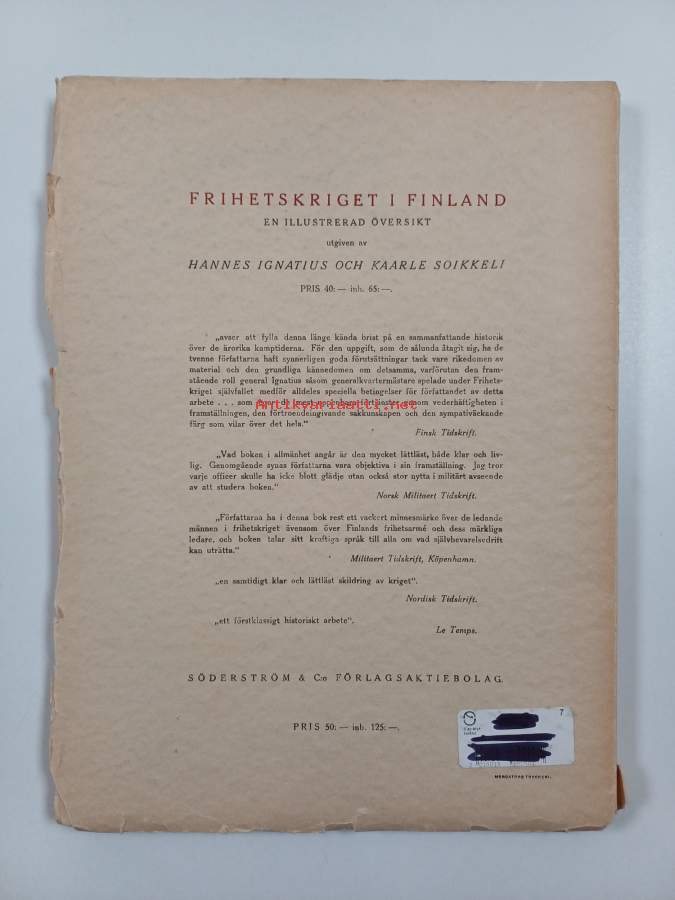 FRIHETSKRIGET I FINLAND
EN ILLUSTRERAD ÖVERSIKT
utgiven av
HANNES IGNATIUS OCH KAARLE SOIKKELI
PRIS 40:— inb. 65:—.
„avser att fylla denna länge kända brist på en sammanfattande historik
över de ärorika kamptiderna. För den uppgift, som de sålunda åtagit sig, ha de
tvenne författarna haft synnerligen goda förutsättningar tack vare rikedomen av
material och den grundliga kännedomen om detsamma, varförutan den fram-
stående roll general Ignatius såsom generalkvartermästare spelade under Frihets-
kriget självfallet medför alldeles speciella betingelser för författandet av detta
arbete . . . som
Antikvariaatti.net
vederhäftigheten i
framställningen, den förtroendeingivande sakkunskapen och den sympativäckande
färg som vilar över det hela."
Finsk Tidskrift.
„Vad boken i allmänhet angår är den mycket lättläst, både klar och liv-
lig. Genomgående synas författarna vara objektiva i sin framställning. Jag tror
varje officer skulle ha icke blott glädje utan också stor nytta i militärt avseende
av att studera boken."
Norsk Militaert Tidskrift.
„Författarna ha i denna bok rest ett vackert minnesmärke över de ledande
männen i frihetskriget ävensom över Finlands frihetsarmé och dess märkliga
ledare, och boken talar sitt kraftiga språk till alla om vad självbevarelsedrift
kan uträtta."
Militaert Tidskrift, Köpenhamn.
„en samtidigt klar och lättläst skildring av kriget".
Nordisk Tidskrift.
„ett förstklassigt historiskt arbete".
Le Temps.
SÖDERSTRÖM & C:o FÖRLAGSAKTIEBOLAG.
PRIS 50:— inb. 125:—.
7